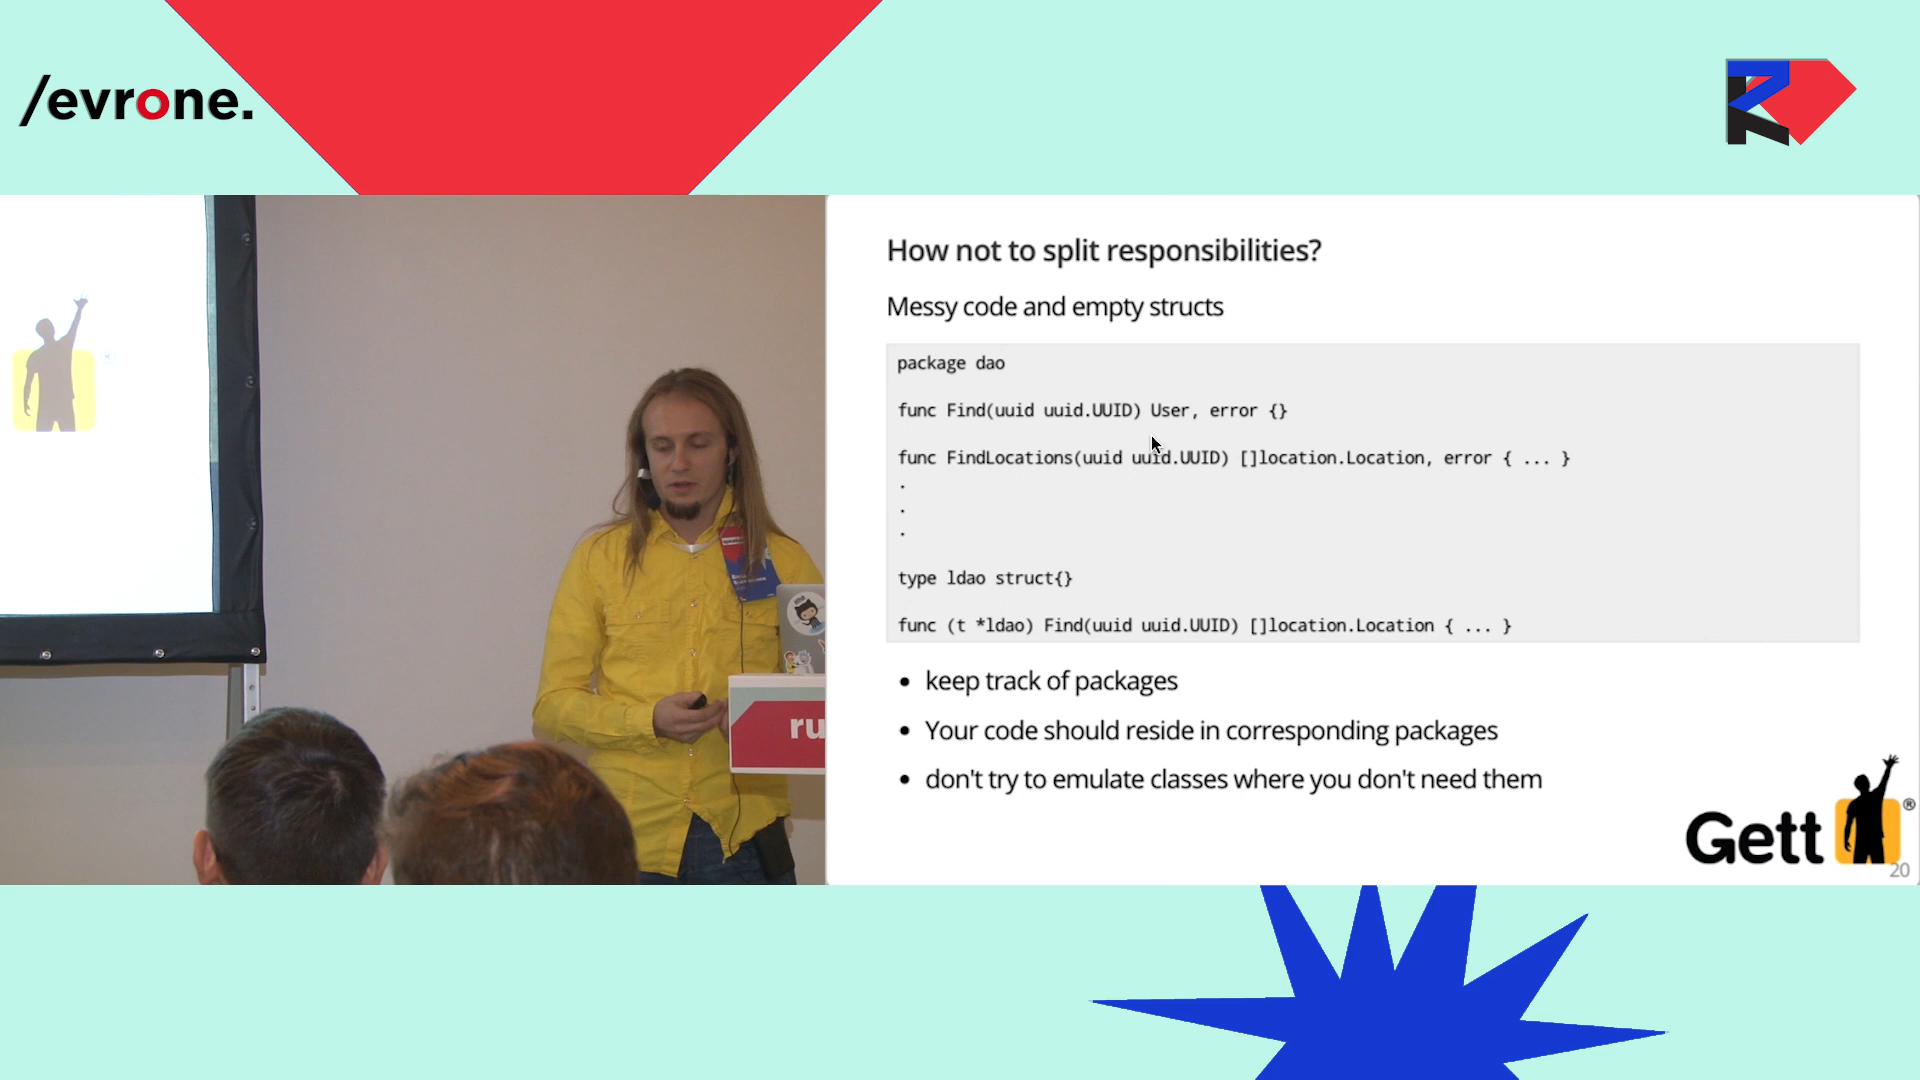 /evrone.
How not to split responsibilities?
Messy code and empty structs
package dao
func Find(uuid uuid.UUID) User, error {}
func FindLocations(uuid uuid.UUID) []location.Location, error { ... }
.
.
.
type ldao struct{}
func (t *ldao) Find(uuid uuid.UUID) []location.Location { ... }
• keep track of packages
• Your code should reside in corresponding packages
• don't try to emulate classes where you don't need them
Gett ®
20
ru